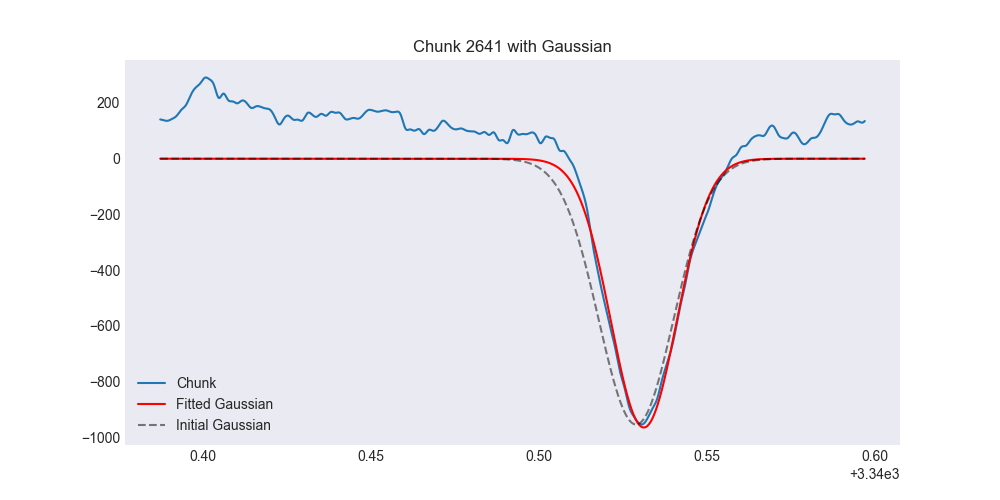 Chunk 2641 with Gaussian
200
0
−200
−400
−600
−800
−1000
Chunk
Fitted Gaussian
Initial Gaussian
0.40 0.45 0.50 0.55 0.60
+3.34e3